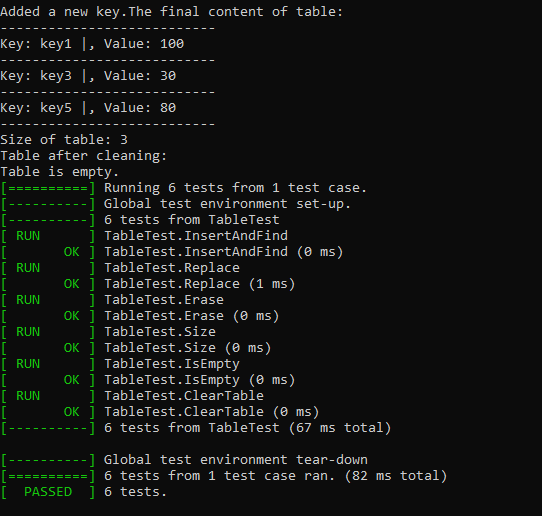 Added a new key.The final content of table:
---------------------------
Key: key1 |, Value: 100
---------------------------
Key: key3 |, Value: 30
---------------------------
Key: key5 |, Value: 80
---------------------------
Size of table: 3
Table after cleaning:
Table is empty.
[==========] Running 6 tests from 1 test case.
[----------] Global test environment set-up.
[----------] 6 tests from TableTest
[ RUN      ] TableTest.InsertAndFind
[       OK ] TableTest.InsertAndFind (0 ms)
[ RUN      ] TableTest.Replace
[       OK ] TableTest.Replace (1 ms)
[ RUN      ] TableTest.Erase
[       OK ] TableTest.Erase (0 ms)
[ RUN      ] TableTest.Size
[       OK ] TableTest.Size (0 ms)
[ RUN      ] TableTest.IsEmpty
[       OK ] TableTest.IsEmpty (0 ms)
[ RUN      ] TableTest.ClearTable
[       OK ] TableTest.ClearTable (0 ms)
[----------] 6 tests from TableTest (67 ms total)

[----------] Global test environment tear-down
[==========] 6 tests from 1 test case ran. (82 ms total)
[  PASSED  ] 6 tests.